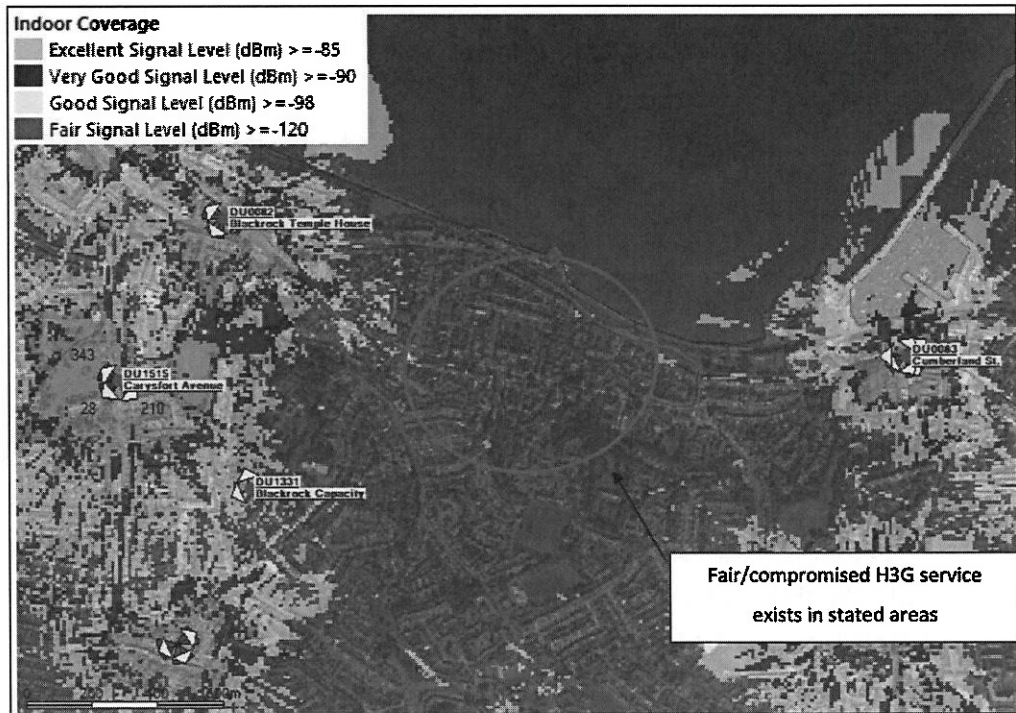 Indoor Coverage
Excellent Signal Level (dBm) >=-85
Very Good Signal Level (dBm) >=-90
Good Signal Level (dBm) >=-98
Fair Signal Level (dBm) >=-120
DU0082
Blackrock Temple House
343
DU1515
Carysfort Avenue
28
210
DU0083
Cumberland St.
DU1331
Blackrock Capacity
Fair/compromised H3G service
exists in stated areas
0